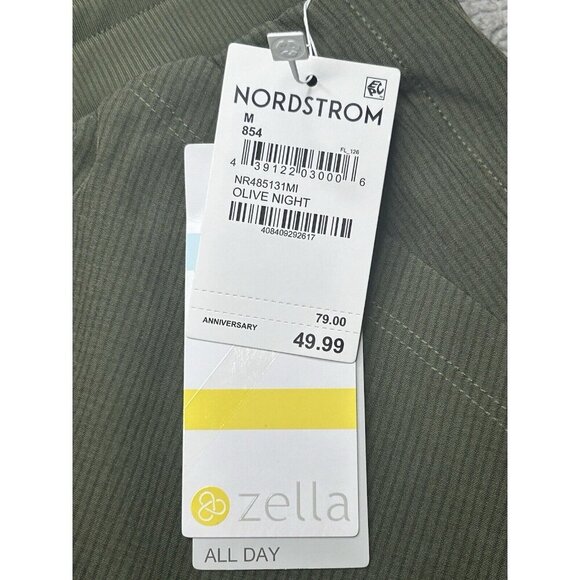 NORDSTROM
M
854
FL_126
4 39122 03000 6
NR485131MI
OLIVE NIGHT
408409292617
79.00
ANNIVERSARY
49.99
zella
ALL DAY